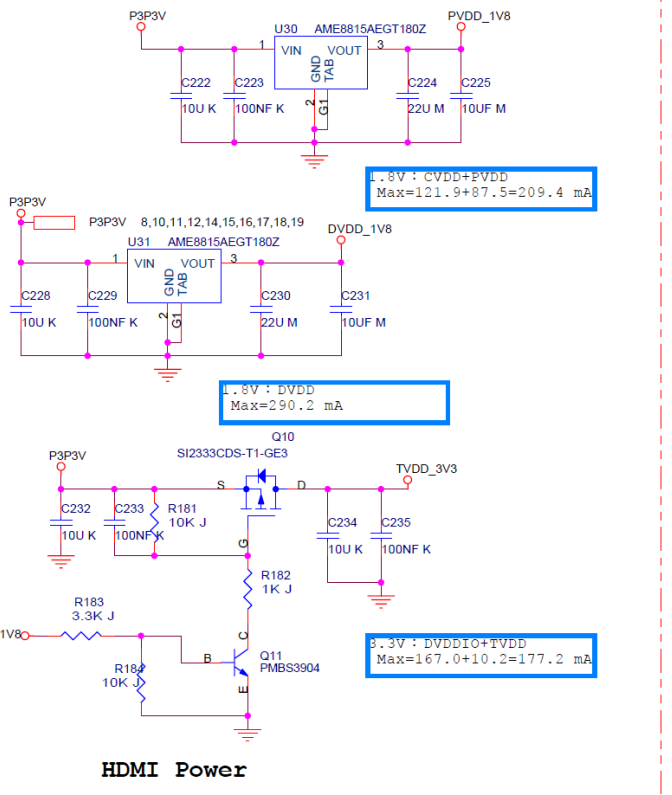 P3P3V
U30 AME8815AEGT180Z
PVDD_1V8
1 VIN VOUT 3
GND
TAB
2
G1
C222
10U K
C223
100NF K
C224
22U M
C225
10UF M
1.8V : CVDD+PVDD
Max=121.9+87.5=209.4 mA
P3P3V
P3P3V 8,10,11,12,14,15,16,17,18,19
U31 AME8815AEGT180Z
DVDD_1V8
1 VIN VOUT 3
GND
TAB
2
G1
C228
10U K
C229
100NF K
C230
22U M
C231
10UF M
1.8V : DVDD
Max=290.2 mA
Q10
SI2333CDS-T1-GE3
P3P3V
TVDD_3V3
S
D
G
C232
10U K
C233
100NF K
R181
10K J
C234
10U K
C235
100NF K
R182
1K J
R183
3.3K J
1V8
R184
10K J
B
C
E
Q11
PMBS3904
3.3V : DVDDIO+TVDD
Max=167.0+10.2=177.2 mA
HDMI Power